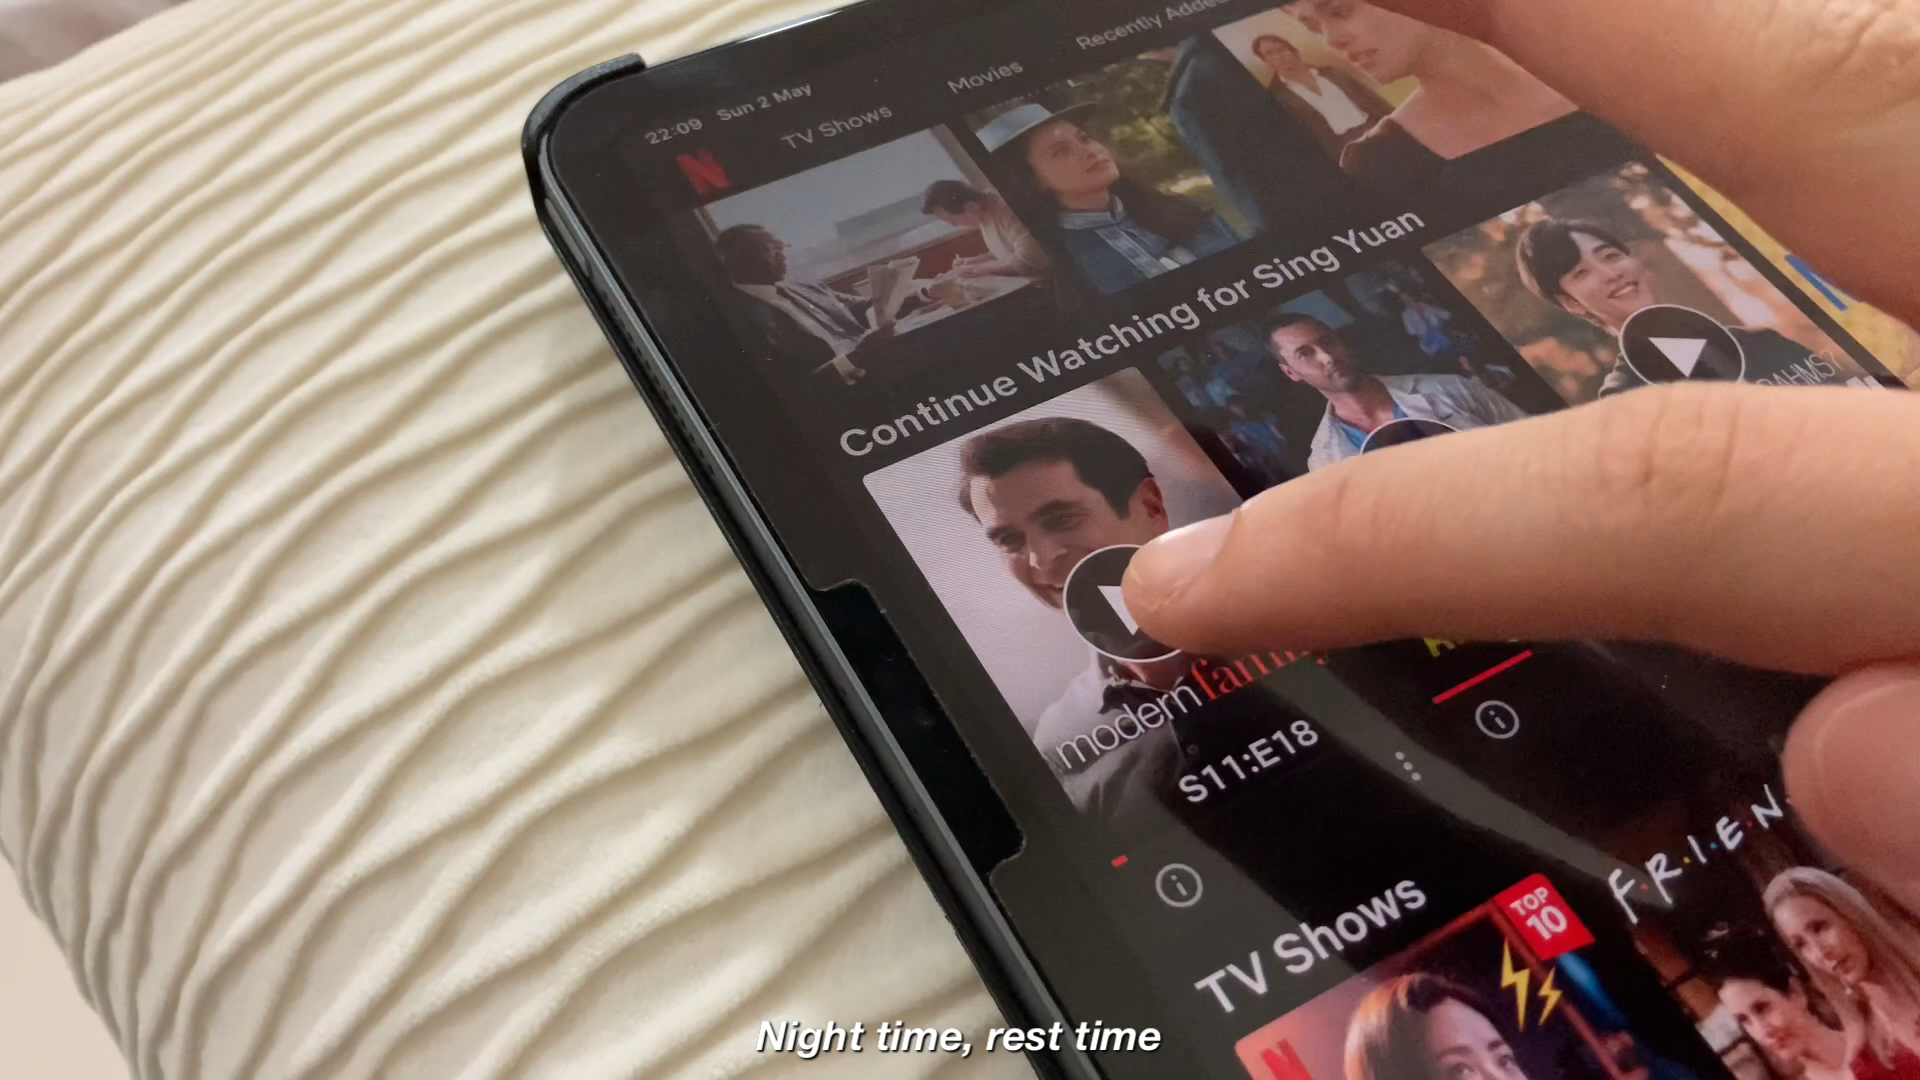 22:09 Sun 2 May
N
TV Shows
Movies
Recently Added
Continue Watching for Sing Yuan
modern family
S11:E18
TV Shows
TOP
10
FRIEN
N
Night time, rest time